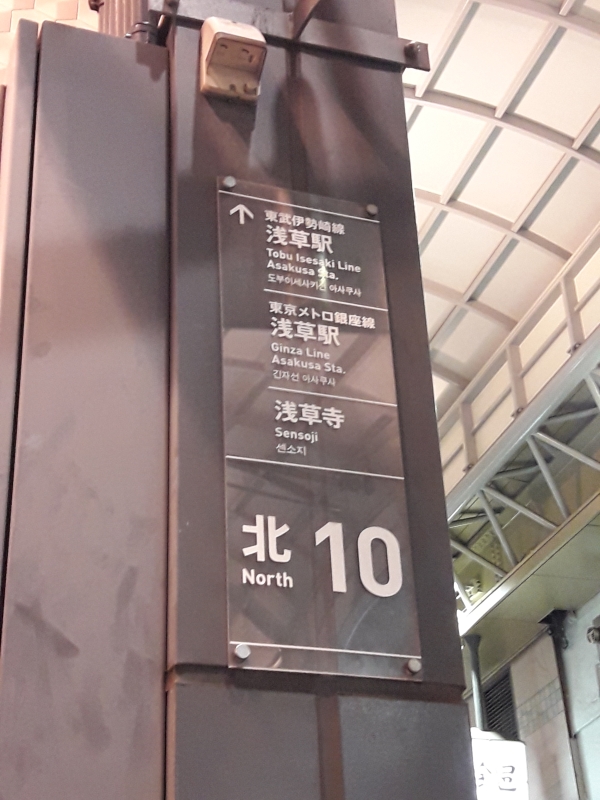 ↑ 東武伊勢崎線
浅草駅
Tobu Isesaki Line
Asakusa Sta.
도부이세사키선 아사쿠사
東京メトロ銀座線
浅草駅
Ginza Line
Asakusa Sta.
긴자선 아사쿠사
浅草寺
Sensoji
센소지
北 10
North